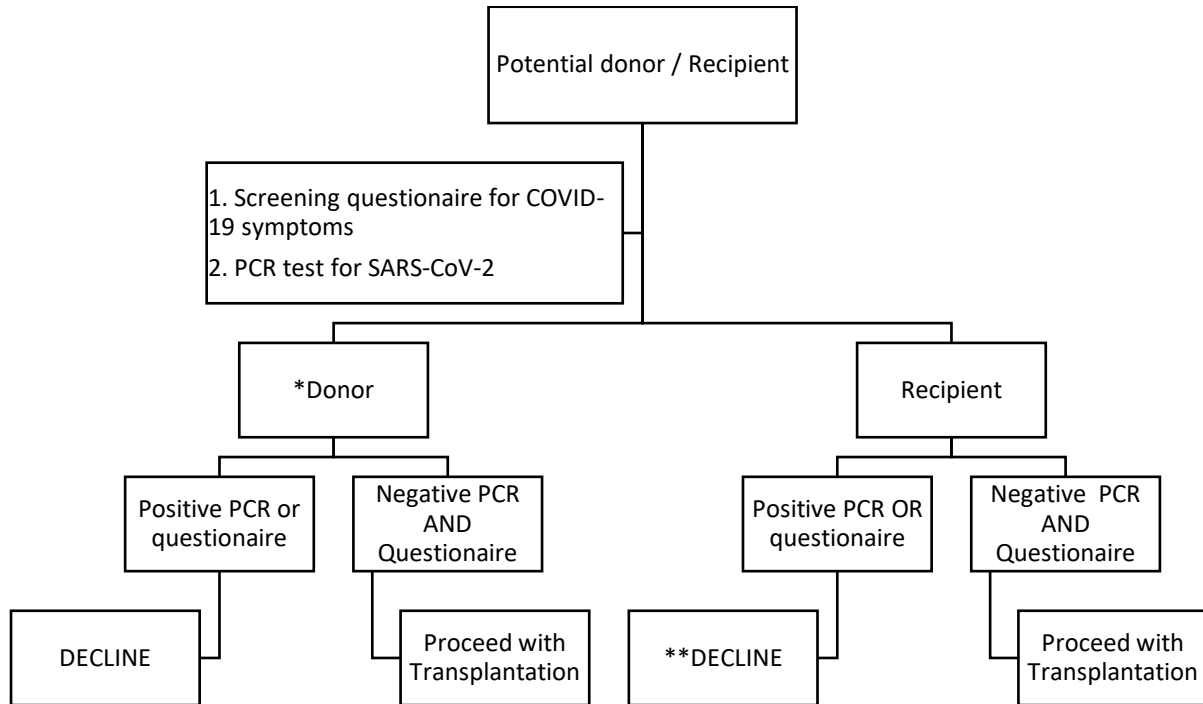 Potential donor / Recipient
1. Screening questionaire for COVID-
19 symptoms
2. PCR test for SARS-CoV-2
*Donor
Recipient
Positive PCR or
questionaire
Negative PCR
AND
Questionaire
Positive PCR OR
questionaire
Negative  PCR
AND
Questionaire
DECLINE
Proceed with
Transplantation
**DECLINE
Proceed with
Transplantation